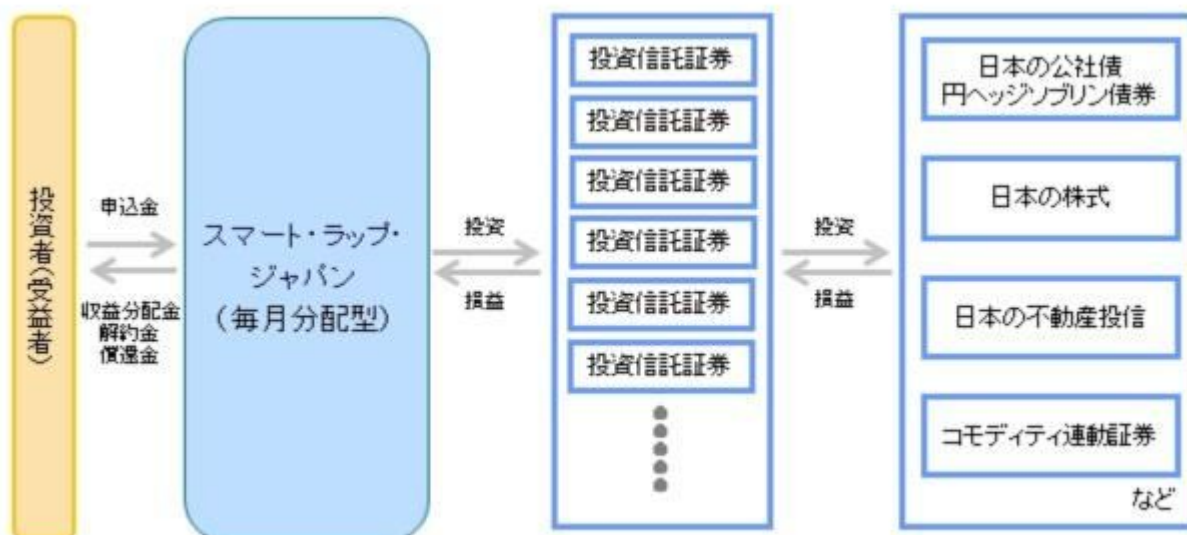 投資者(受益者)
申込金
収益分配金
解約金
償還金
スマート・ラップ・
ジャパン
(毎月分配型)
投資
損益
投資信託証券
投資信託証券
投資信託証券
投資信託証券
投資信託証券
投資信託証券
投資
損益
日本の公社債
円ヘッジソブリン債券
日本の株式
日本の不動産投信
コモディティ連動証券
など